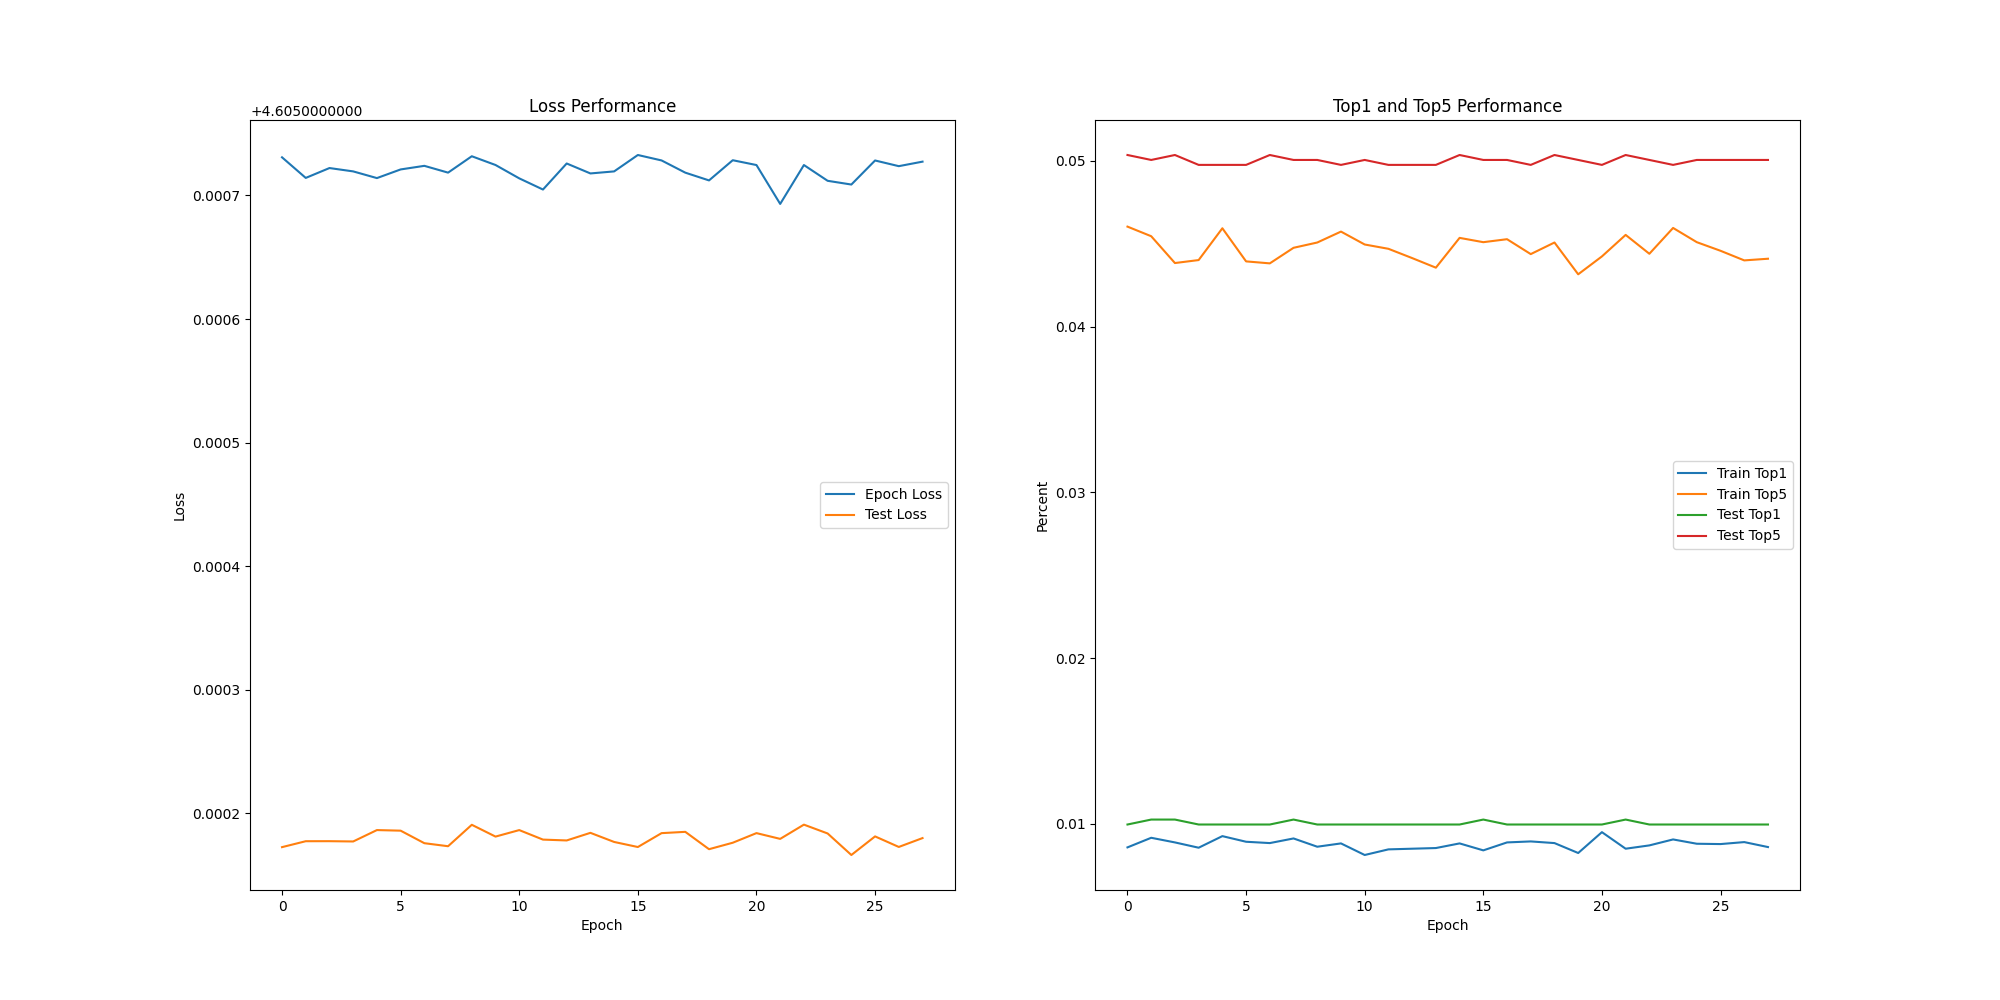 Loss Performance
+4.6050000000
0.0007
0.0006
0.0005
0.0004
0.0003
0.0002
Loss
0 5 10 15 20 25
Epoch
Epoch Loss
Test Loss
Top1 and Top5 Performance
0.05
0.04
0.03
0.02
0.01
Percent
0 5 10 15 20 25
Epoch
Train Top1
Train Top5
Test Top1
Test Top5